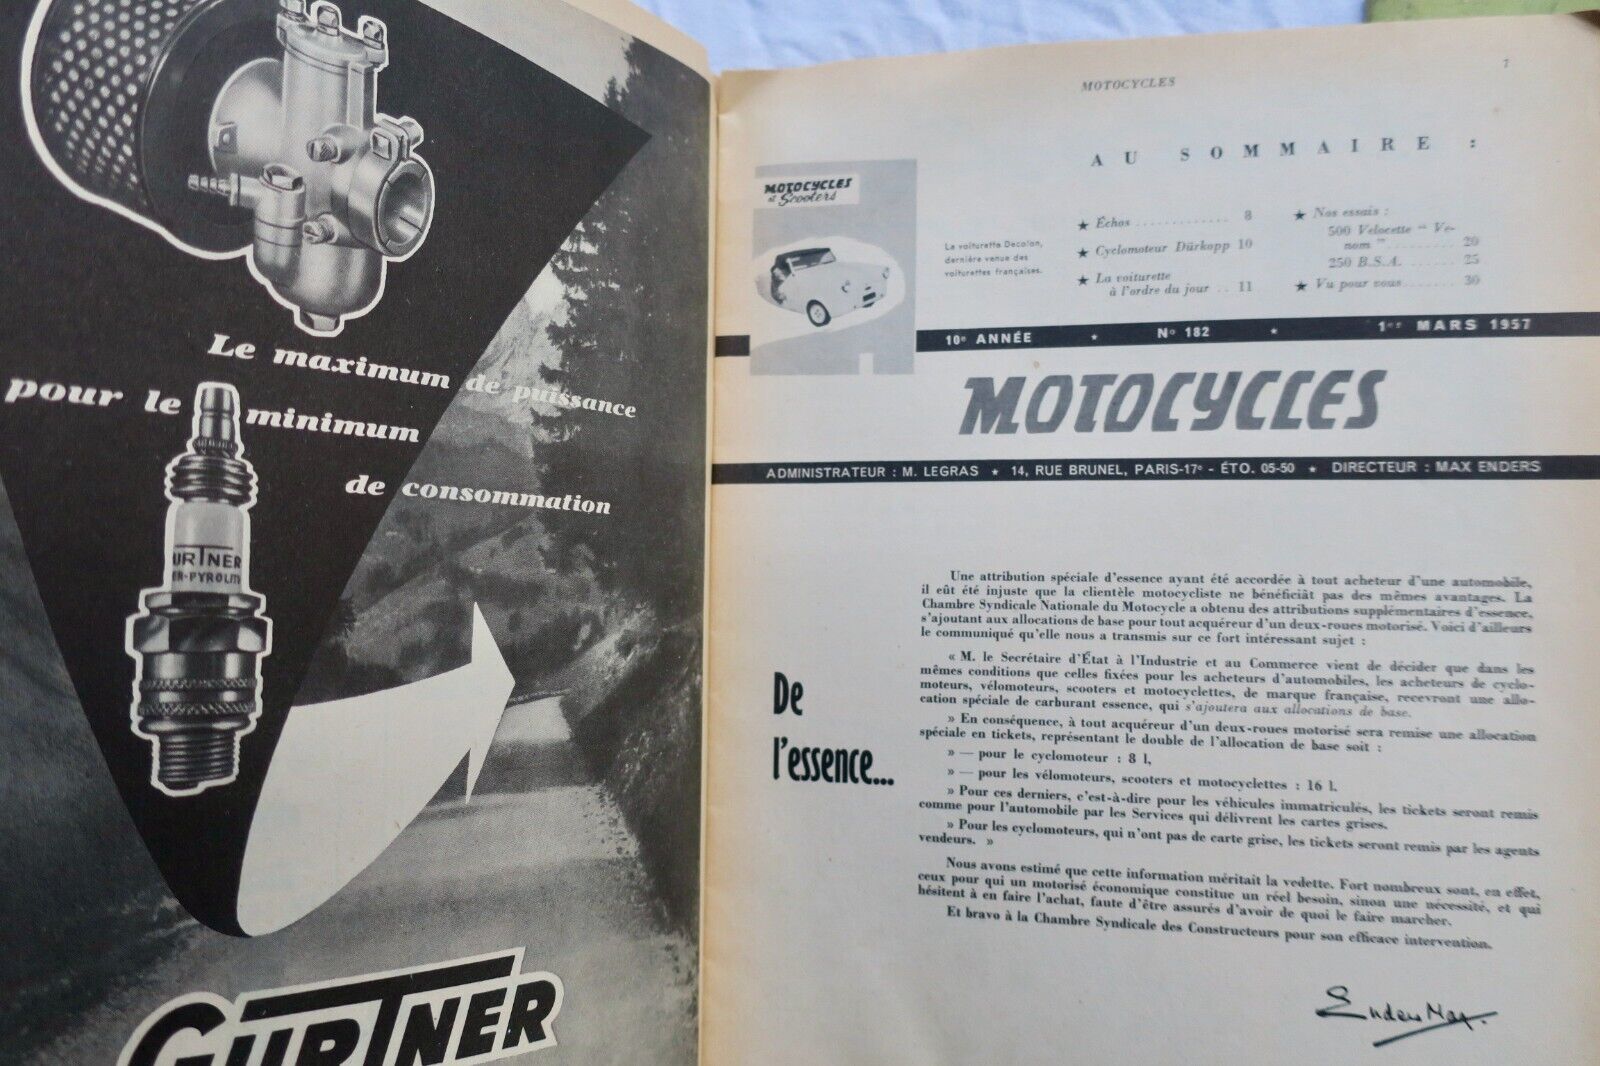 Le maximum de puissance
pour le minimum
de consommation
GURTNER
PYROLIT
GURTNER
MOTOCYCLES
7
AU SOMMAIRE :
MOTOCYCLES
et Scooters
La voiturette Decolon,
dernière venue des
voiturettes françaises.
★ Échos ............. 8
★ Cyclomoteur Dürkopp 10
★ La voiturette
à l'ordre du jour .. 11
★ Nos essais :
500 Velocette " Ve-
nom " .......... 20
250 B.S.A. ...... 25
★ Vu pour vous ....... 30
10e ANNÉE ★ No 182 ★ 1er MARS 1957
MOTOCYCLES
ADMINISTRATEUR : M. LEGRAS ★ 14, RUE BRUNEL, PARIS-17e - ÉTO. 05-50 ★ DIRECTEUR : MAX ENDERS
De
l'essence...
Une attribution spéciale d'essence ayant été accordée à tout acheteur d'une automobile,
il eût été injuste que la clientèle motocycliste ne bénéficiât pas des mêmes avantages. La
Chambre Syndicale Nationale du Motocycle a obtenu des attributions supplémentaires d'essence,
s'ajoutant aux allocations de base pour tout acquéreur d'un deux-roues motorisé. Voici d'ailleurs
le communiqué qu'elle nous a transmis sur ce fort intéressant sujet :
« M. le Secrétaire d'État à l'Industrie et au Commerce vient de décider que dans les
mêmes conditions que celles fixées pour les acheteurs d'automobiles, les acheteurs de cyclo-
moteurs, vélomoteurs, scooters et motocyclettes, de marque française, recevront une allo-
cation spéciale de carburant essence, qui s'ajoutera aux allocations de base.
» En conséquence, à tout acquéreur d'un deux-roues motorisé sera remise une allocation
spéciale en tickets, représentant le double de l'allocation de base soit :
» — pour le cyclomoteur : 8 l,
» — pour les vélomoteurs, scooters et motocyclettes : 16 l.
» Pour ces derniers, c'est-à-dire pour les véhicules immatriculés, les tickets seront remis
comme pour l'automobile par les Services qui délivrent les cartes grises.
» Pour les cyclomoteurs, qui n'ont pas de carte grise, les tickets seront remis par les agents
vendeurs. »
Nous avons estimé que cette information méritait la vedette. Fort nombreux sont, en effet,
ceux pour qui un motorisé économique constitue un réel besoin, sinon une nécessité, et qui
hésitent à en faire l'achat, faute d'être assurés d'avoir de quoi le faire marcher.
Et bravo à la Chambre Syndicale des Constructeurs pour son efficace intervention.
Enders Max.